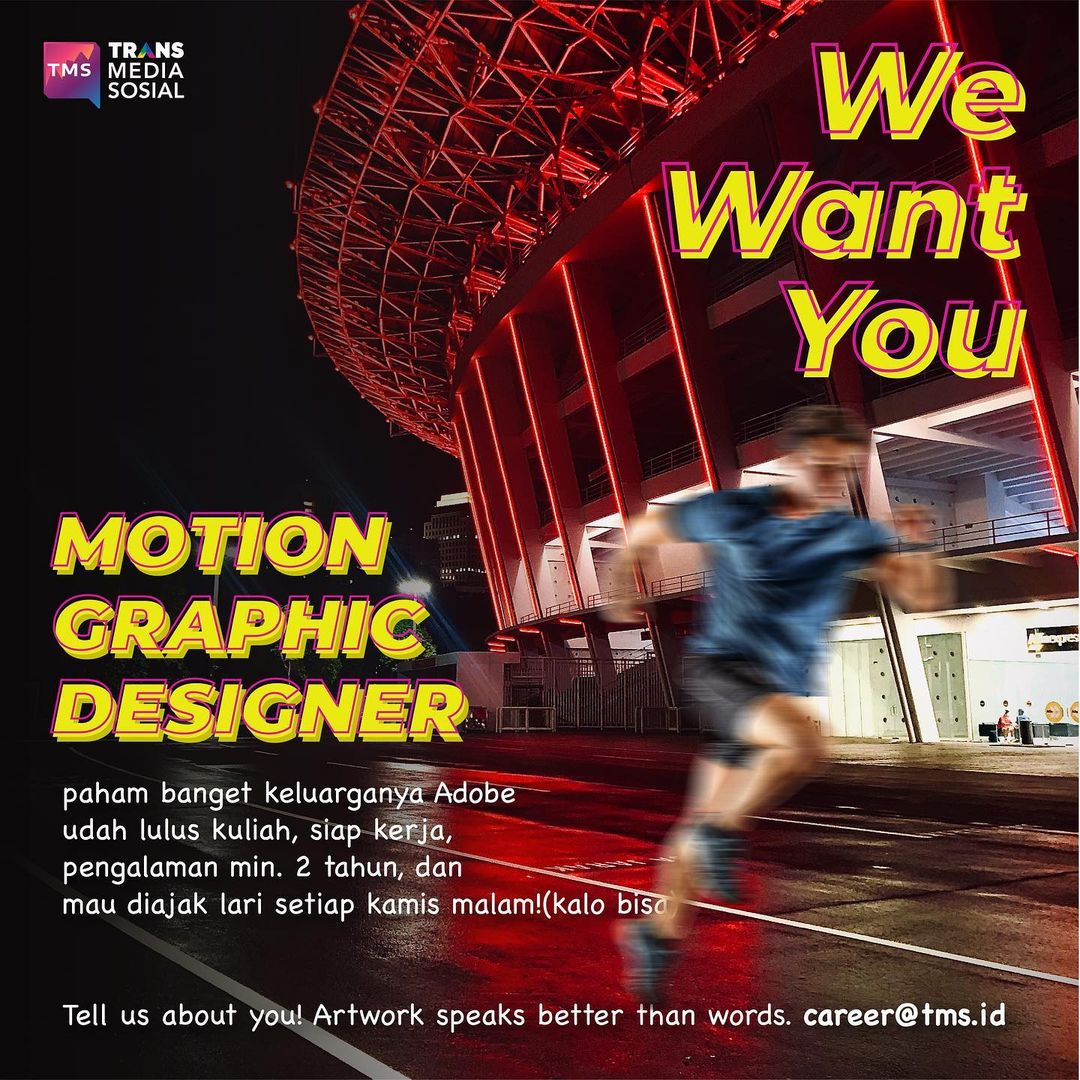 TMS
TRANS
MEDIA
SOSIAL
We
Want
You
MOTION
GRAPHIC
DESIGNER
paham banget keluarganya Adobe
udah lulus kuliah, siap kerja,
pengalaman min. 2 tahun, dan
mau diajak lari setiap kamis malam!(kalo bisa)
Tell us about you! Artwork speaks better than words. career@tms.id